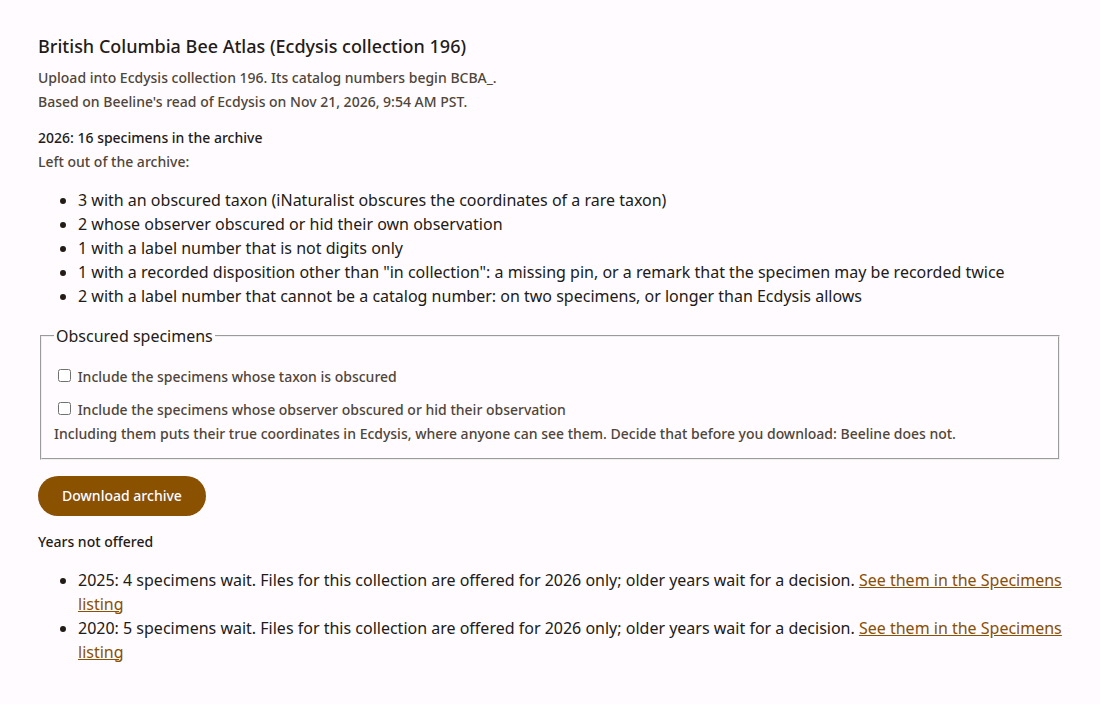 British Columbia Bee Atlas (Ecdysis collection 196)
Upload into Ecdysis collection 196. Its catalog numbers begin BCBA_.
Based on Beeline's read of Ecdysis on Nov 21, 2026, 9:54 AM PST.
2026: 16 specimens in the archive
Left out of the archive:
3 with an obscured taxon (iNaturalist obscures the coordinates of a rare taxon)
2 whose observer obscured or hid their own observation
1 with a label number that is not digits only
1 with a recorded disposition other than "in collection": a missing pin, or a remark that the specimen may be recorded twice
2 with a label number that cannot be a catalog number: on two specimens, or longer than Ecdysis allows
Obscured specimens
Include the specimens whose taxon is obscured
Include the specimens whose observer obscured or hid their observation
Including them puts their true coordinates in Ecdysis, where anyone can see them. Decide that before you download: Beeline does not.
Download archive
Years not offered
2025: 4 specimens wait. Files for this collection are offered for 2026 only; older years wait for a decision. See them in the Specimens
listing
2020: 5 specimens wait. Files for this collection are offered for 2026 only; older years wait for a decision. See them in the Specimens
listing